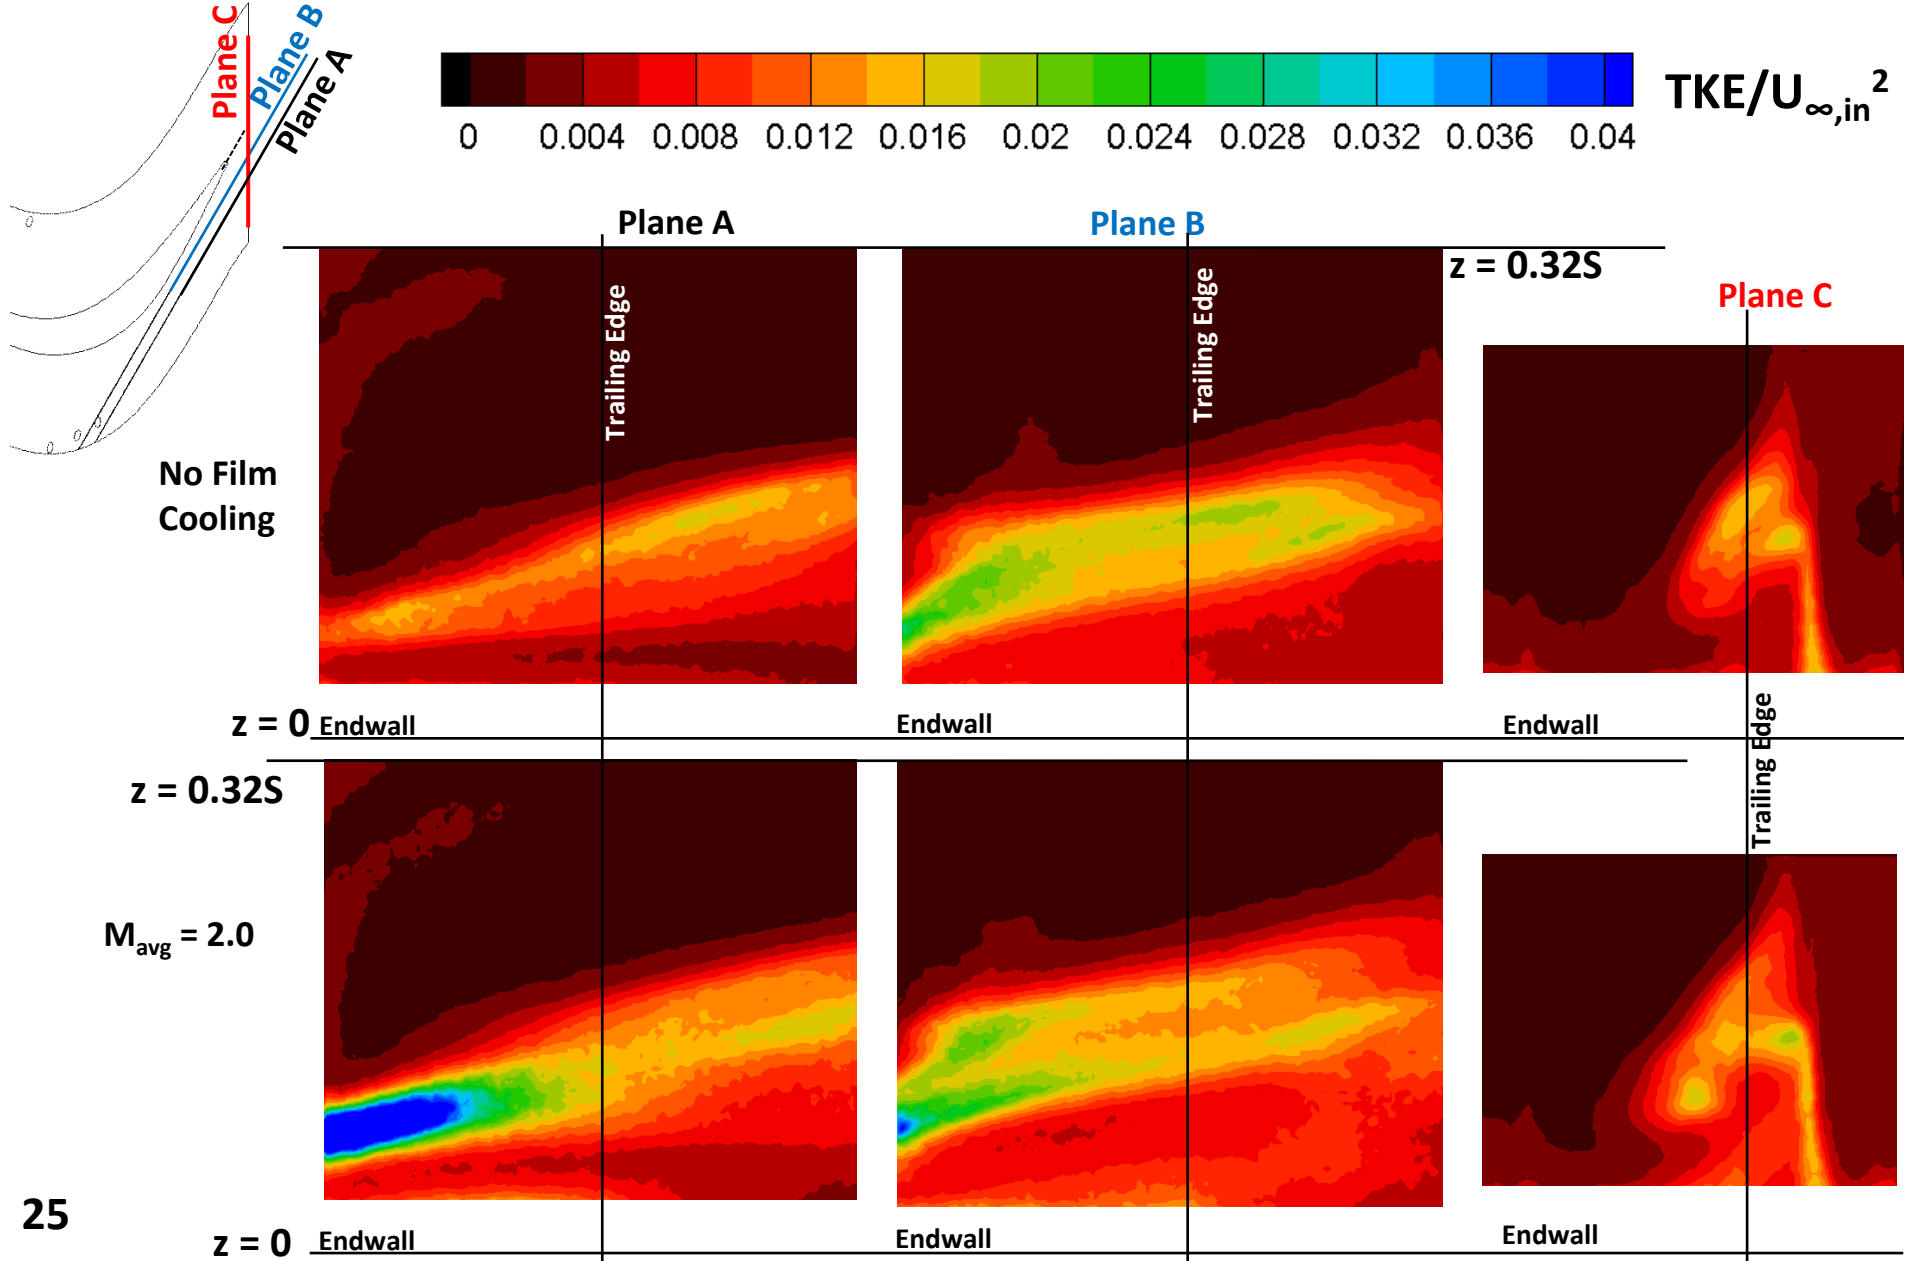 Plane C
Plane B
Plane A
TKE/U∞,in²
0 0.004 0.008 0.012 0.016 0.02 0.024 0.028 0.032 0.036 0.04
Plane A
Plane B
z = 0.32S
Plane C
Trailing Edge
Trailing Edge
No Film
Cooling
z = 0
Endwall
Endwall
Endwall
Trailing Edge
z = 0.32S
Mavg = 2.0
25
z = 0
Endwall
Endwall
Endwall